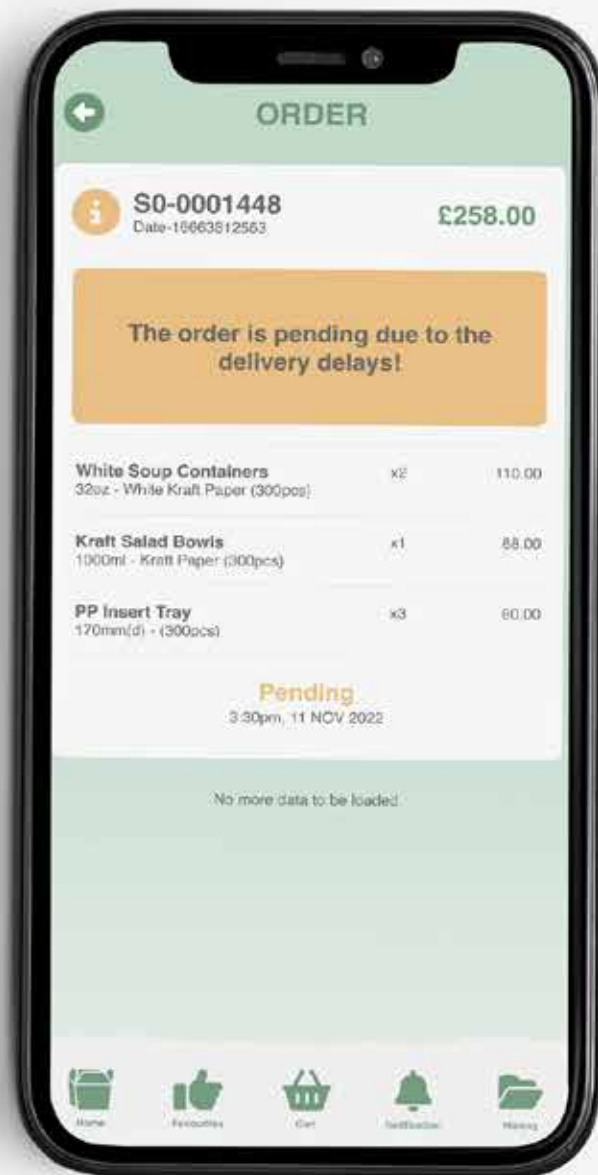 ORDER
S0-0001448
£258.00
Date-16663812563
The order is pending due to the
delivery delays!
White Soup Containers
x2
110.00
32oz - White Kraft Paper (300pcs)
Kraft Salad Bowls
x1
88.00
1000ml - Kraft Paper (300pcs)
PP Insert Tray
x3
60.00
170mm(d) - (300pcs)
Pending
3:30pm, 11 NOV 2022
No more data to be loaded
Home
Favourites
Cart
Notification